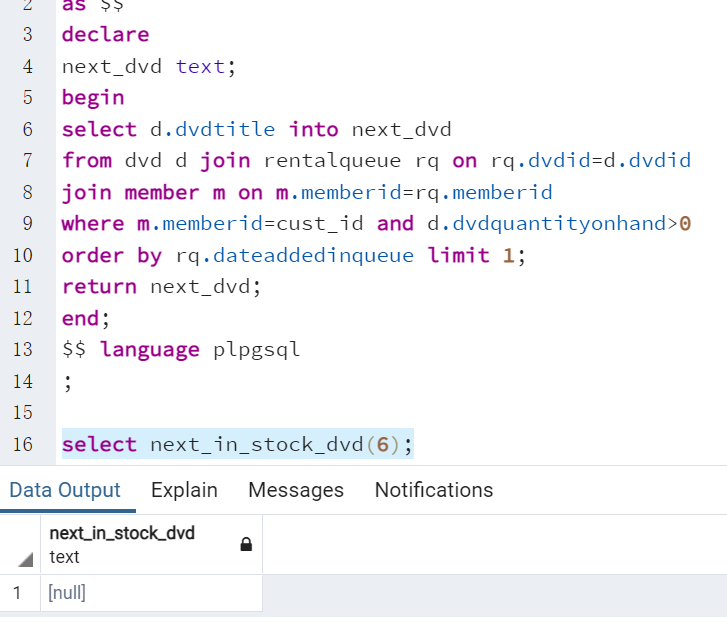 2 as $$
3 declare
4 next_dvd text;
5 begin
6 select d.dvdtitle into next_dvd
7 from dvd d join rentalqueue rq on rq.dvdid=d.dvdid
8 join member m on m.memberid=rq.memberid
9 where m.memberid=cust_id and d.dvdquantityonhand>0
10 order by rq.dateaddedinqueue limit 1;
11 return next_dvd;
12 end;
13 $$ language plpgsql
14 ;
15
16 select next_in_stock_dvd(6);
Data Output Explain Messages Notifications
next_in_stock_dvd
text
1 [null]